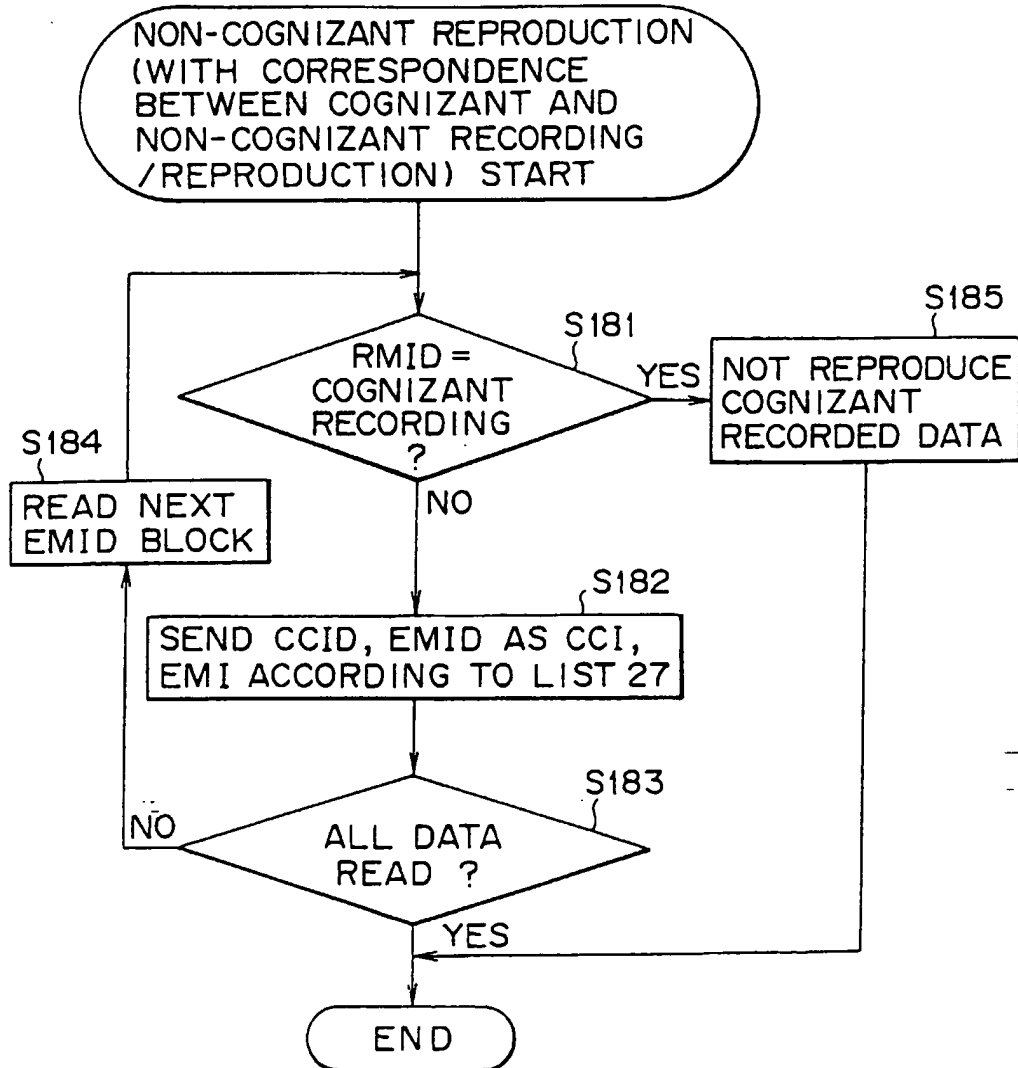 NON-COGNIZANT REPRODUCTION
(WITH CORRESPONDENCE
BETWEEN COGNIZANT AND
NON-COGNIZANT RECORDING
/REPRODUCTION) START
S181
RMID =
COGNIZANT
RECORDING
?
YES
S185
NOT REPRODUCE
COGNIZANT
RECORDED DATA
NO
S184
READ NEXT
EMID BLOCK
S182
SEND CCID, EMID AS CCI,
EMI ACCORDING TO LIST 27
S183
ALL DATA
READ ?
NO
YES
END